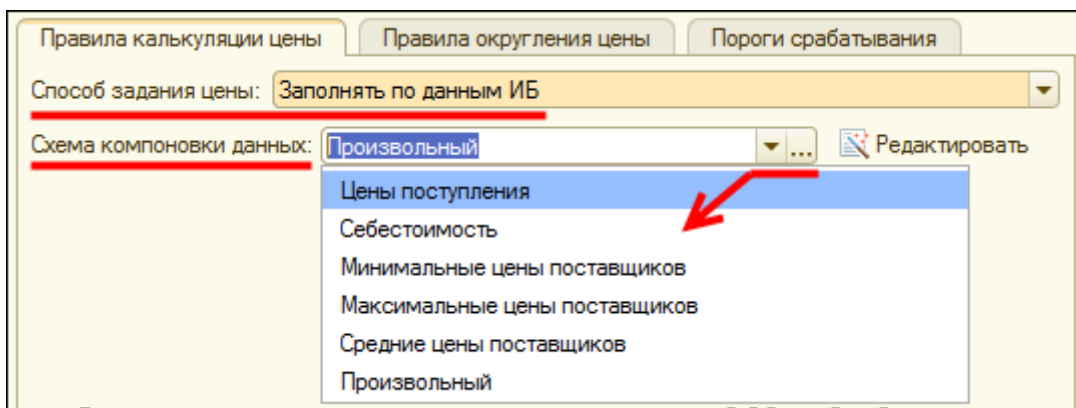 Правила калькуляции цены Правила округления цены Пороги срабатывания
Способ задания цены: Заполнять по данным ИБ
Схема компоновки данных: Произвольный ... Редактировать
Цены поступления
Себестоимость
Минимальные цены поставщиков
Максимальные цены поставщиков
Средние цены поставщиков
Произвольный